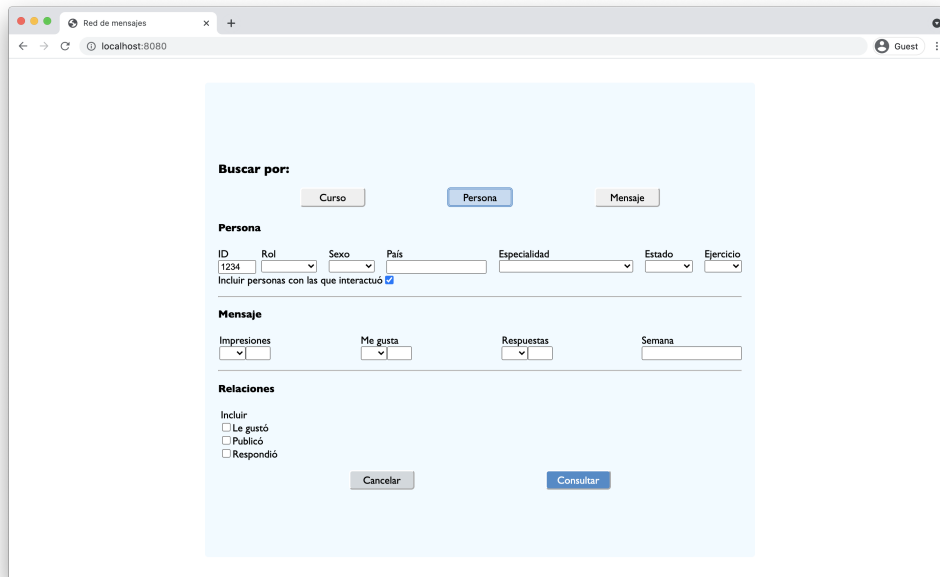 Red de mensajes
localhost:8080
Guest
Buscar por:
Curso Persona Mensaje
Persona
ID Rol Sexo País Especialidad Estado Ejercicio
1234
Incluir personas con las que interactuó
Mensaje
Impresiones Me gusta Respuestas Semana
Relaciones
Incluir
Le gustó
Publicó
Respondió
Cancelar Consultar